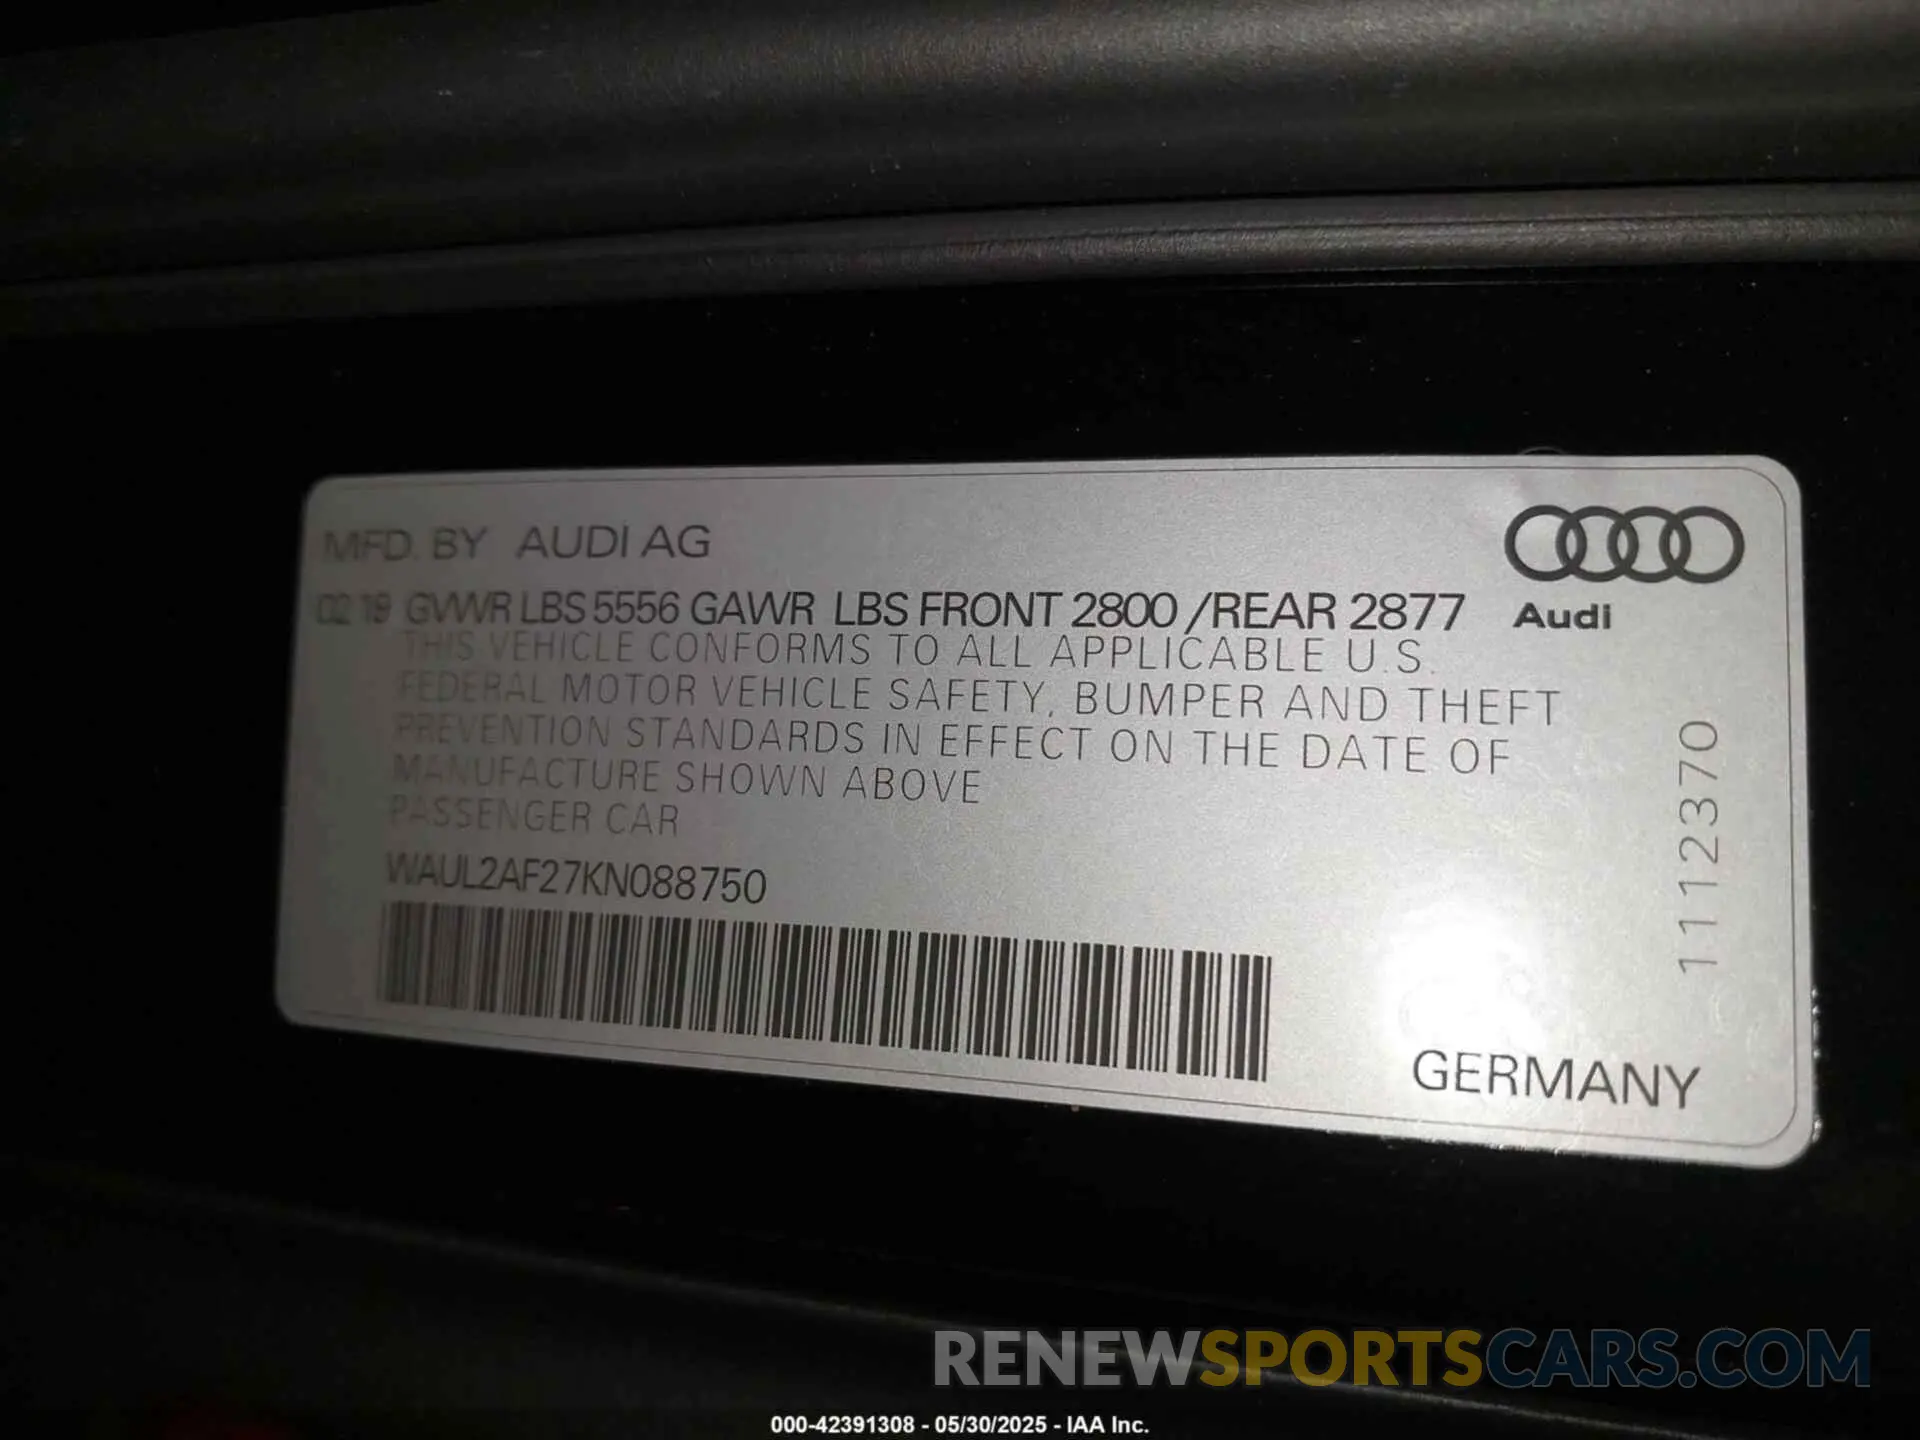 MFD. BY AUDI AG
02 19 GVWR LBS 5556 GAWR LBS FRONT 2800 /REAR 2877
Audi
THIS VEHICLE CONFORMS TO ALL APPLICABLE U.S.
FEDERAL MOTOR VEHICLE SAFETY, BUMPER AND THEFT
PREVENTION STANDARDS IN EFFECT ON THE DATE OF
MANUFACTURE SHOWN ABOVE
PASSENGER CAR
WAUL2AF27KN088750
1112370
GERMANY
RENEWSPORTSCARS.COM
000-42391308 - 05/30/2025 - IAA Inc.